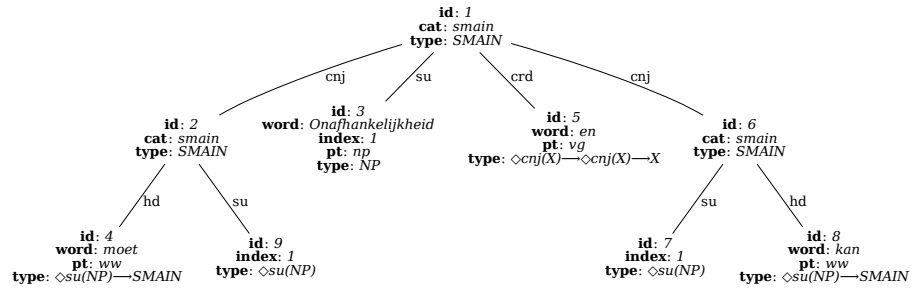 id: 1
cat: smain
type: SMAIN
cnj
su
crd
cnj
id: 2
cat: smain
type: SMAIN
id: 3
word: Onafhankelijkheid
index: 1
pt: np
type: NP
id: 5
word: en
pt: vg
type: ◇cnj(X)⟶◇cnj(X)⟶X
id: 6
cat: smain
type: SMAIN
hd
su
su
hd
id: 4
word: moet
pt: ww
type: ◇su(NP)⟶SMAIN
id: 9
index: 1
type: ◇su(NP)
id: 7
index: 1
type: ◇su(NP)
id: 8
word: kan
pt: ww
type: ◇su(NP)⟶SMAIN